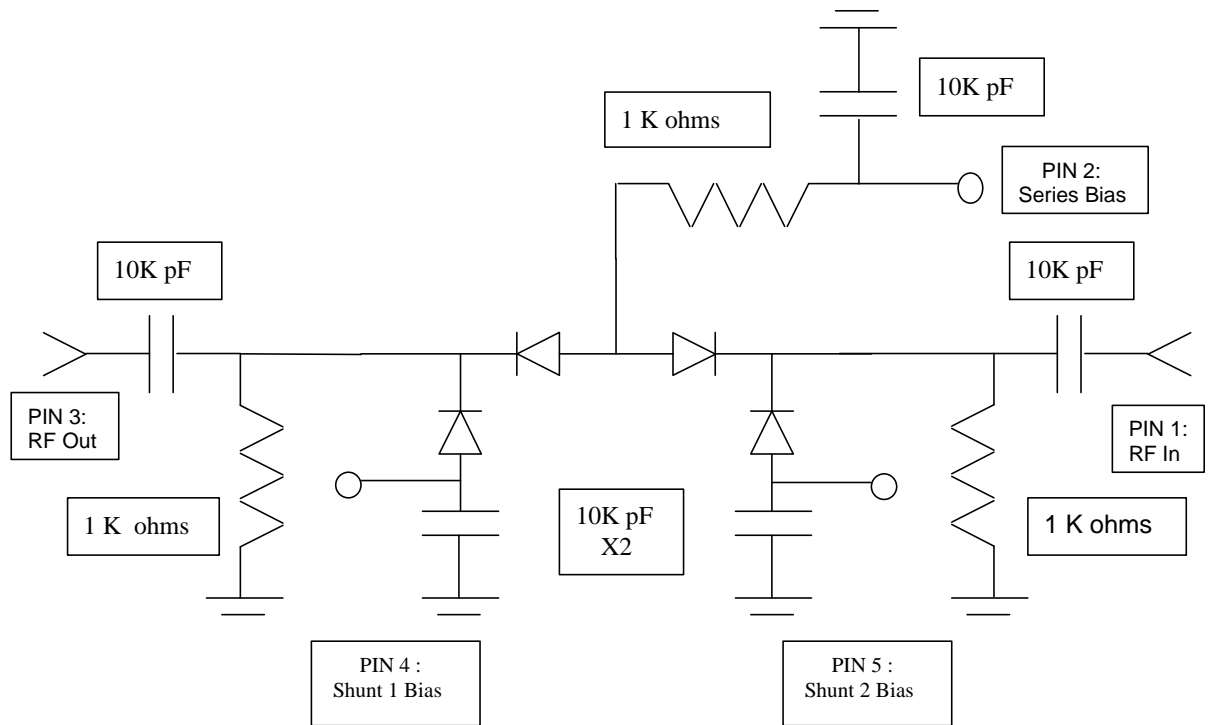 10K pF
1 K ohms
PIN 2:
Series Bias
10K pF
10K pF
PIN 3:
RF Out
PIN 1:
RF In
1 K ohms
10K pF
X2
1 K ohms
PIN 4 :
Shunt 1 Bias
PIN 5 :
Shunt 2 Bias